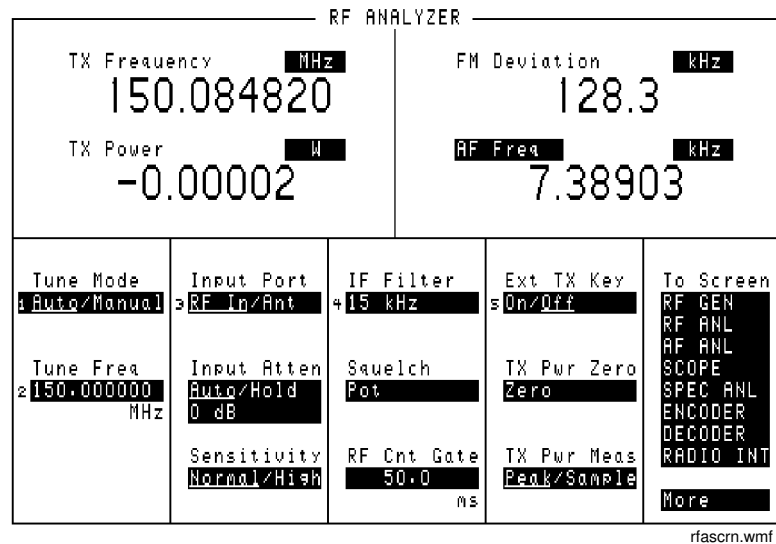 RF ANALYZER
TX Frequency MHz
150.084820
TX Power W
-0.00002
FM Deviation kHz
128.3
AF Freq kHz
7.38903
Tune Mode
1 Auto/Manual
Tune Freq
2 150.000000
MHz
Input Port
3 RF In/Ant
Input Atten
Auto/Hold
0 dB
Sensitivity
Normal/High
IF Filter
4 15 kHz
Squelch
Pot
RF Cnt Gate
50.0
ms
Ext TX Key
5 On/Off
TX Pwr Zero
Zero
TX Pwr Meas
Peak/Sample
To Screen
RF GEN
RF ANL
AF ANL
SCOPE
SPEC ANL
ENCODER
DECODER
RADIO INT
More
rfascrn.wmf